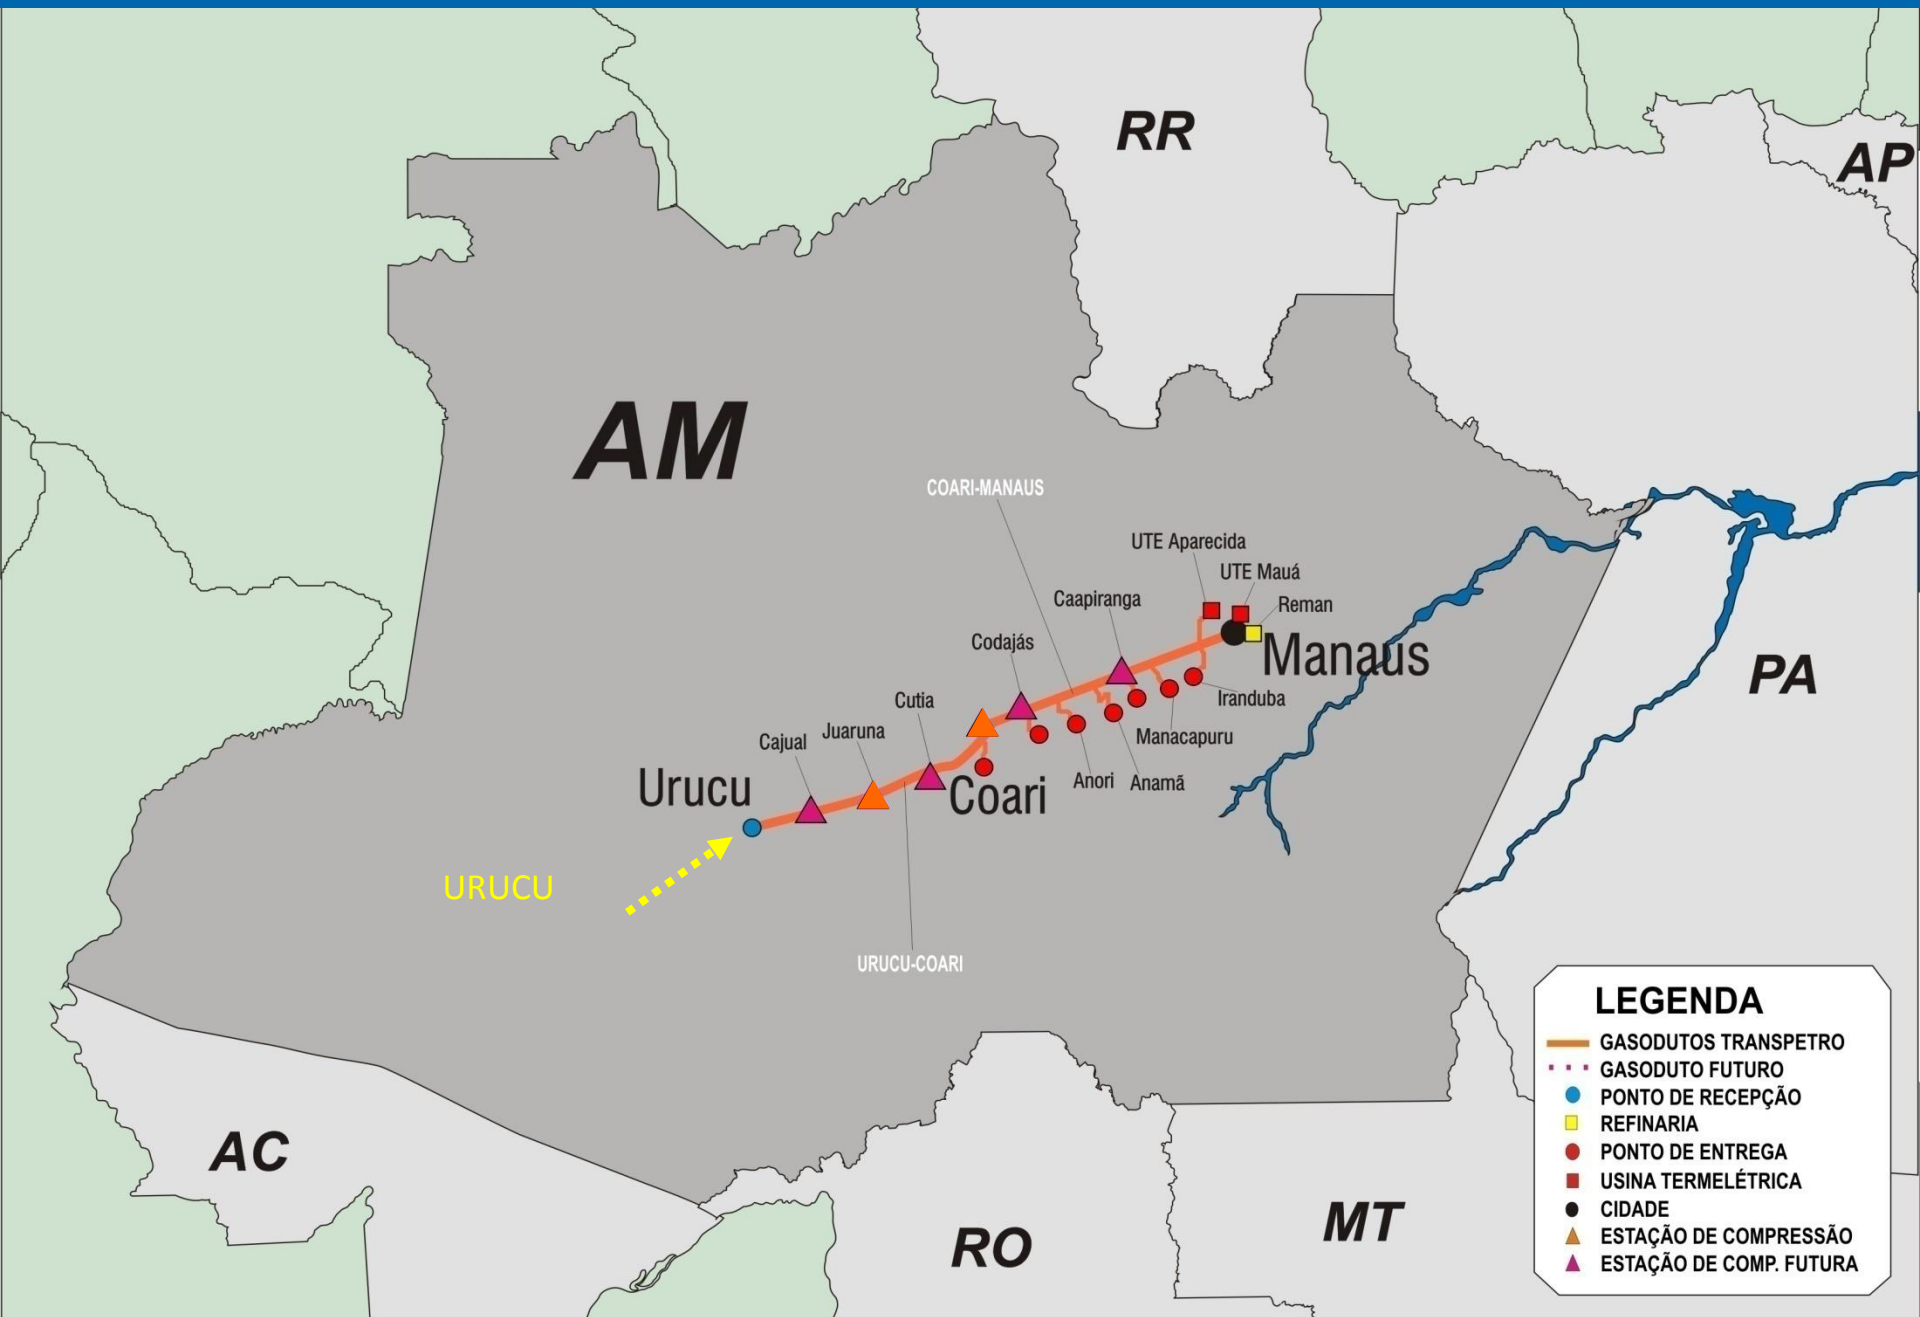 RR
AP
AM
COARI-MANAUS
UTE Aparecida
UTE Mauá
Caapiranga
Reman
Codajás
Manaus
PA
Cutia
Iranduba
Juaruna
Manacapuru
Cajual
Urucu
Coari
Anori
Anamã
URUCU
URUCU-COARI
LEGENDA
GASODUTOS TRANSPETRO
GASODUTO FUTURO
PONTO DE RECEPÇÃO
REFINARIA
PONTO DE ENTREGA
USINA TERMELÉTRICA
CIDADE
ESTAÇÃO DE COMPRESSÃO
ESTAÇÃO DE COMP. FUTURA
AC
RO
MT